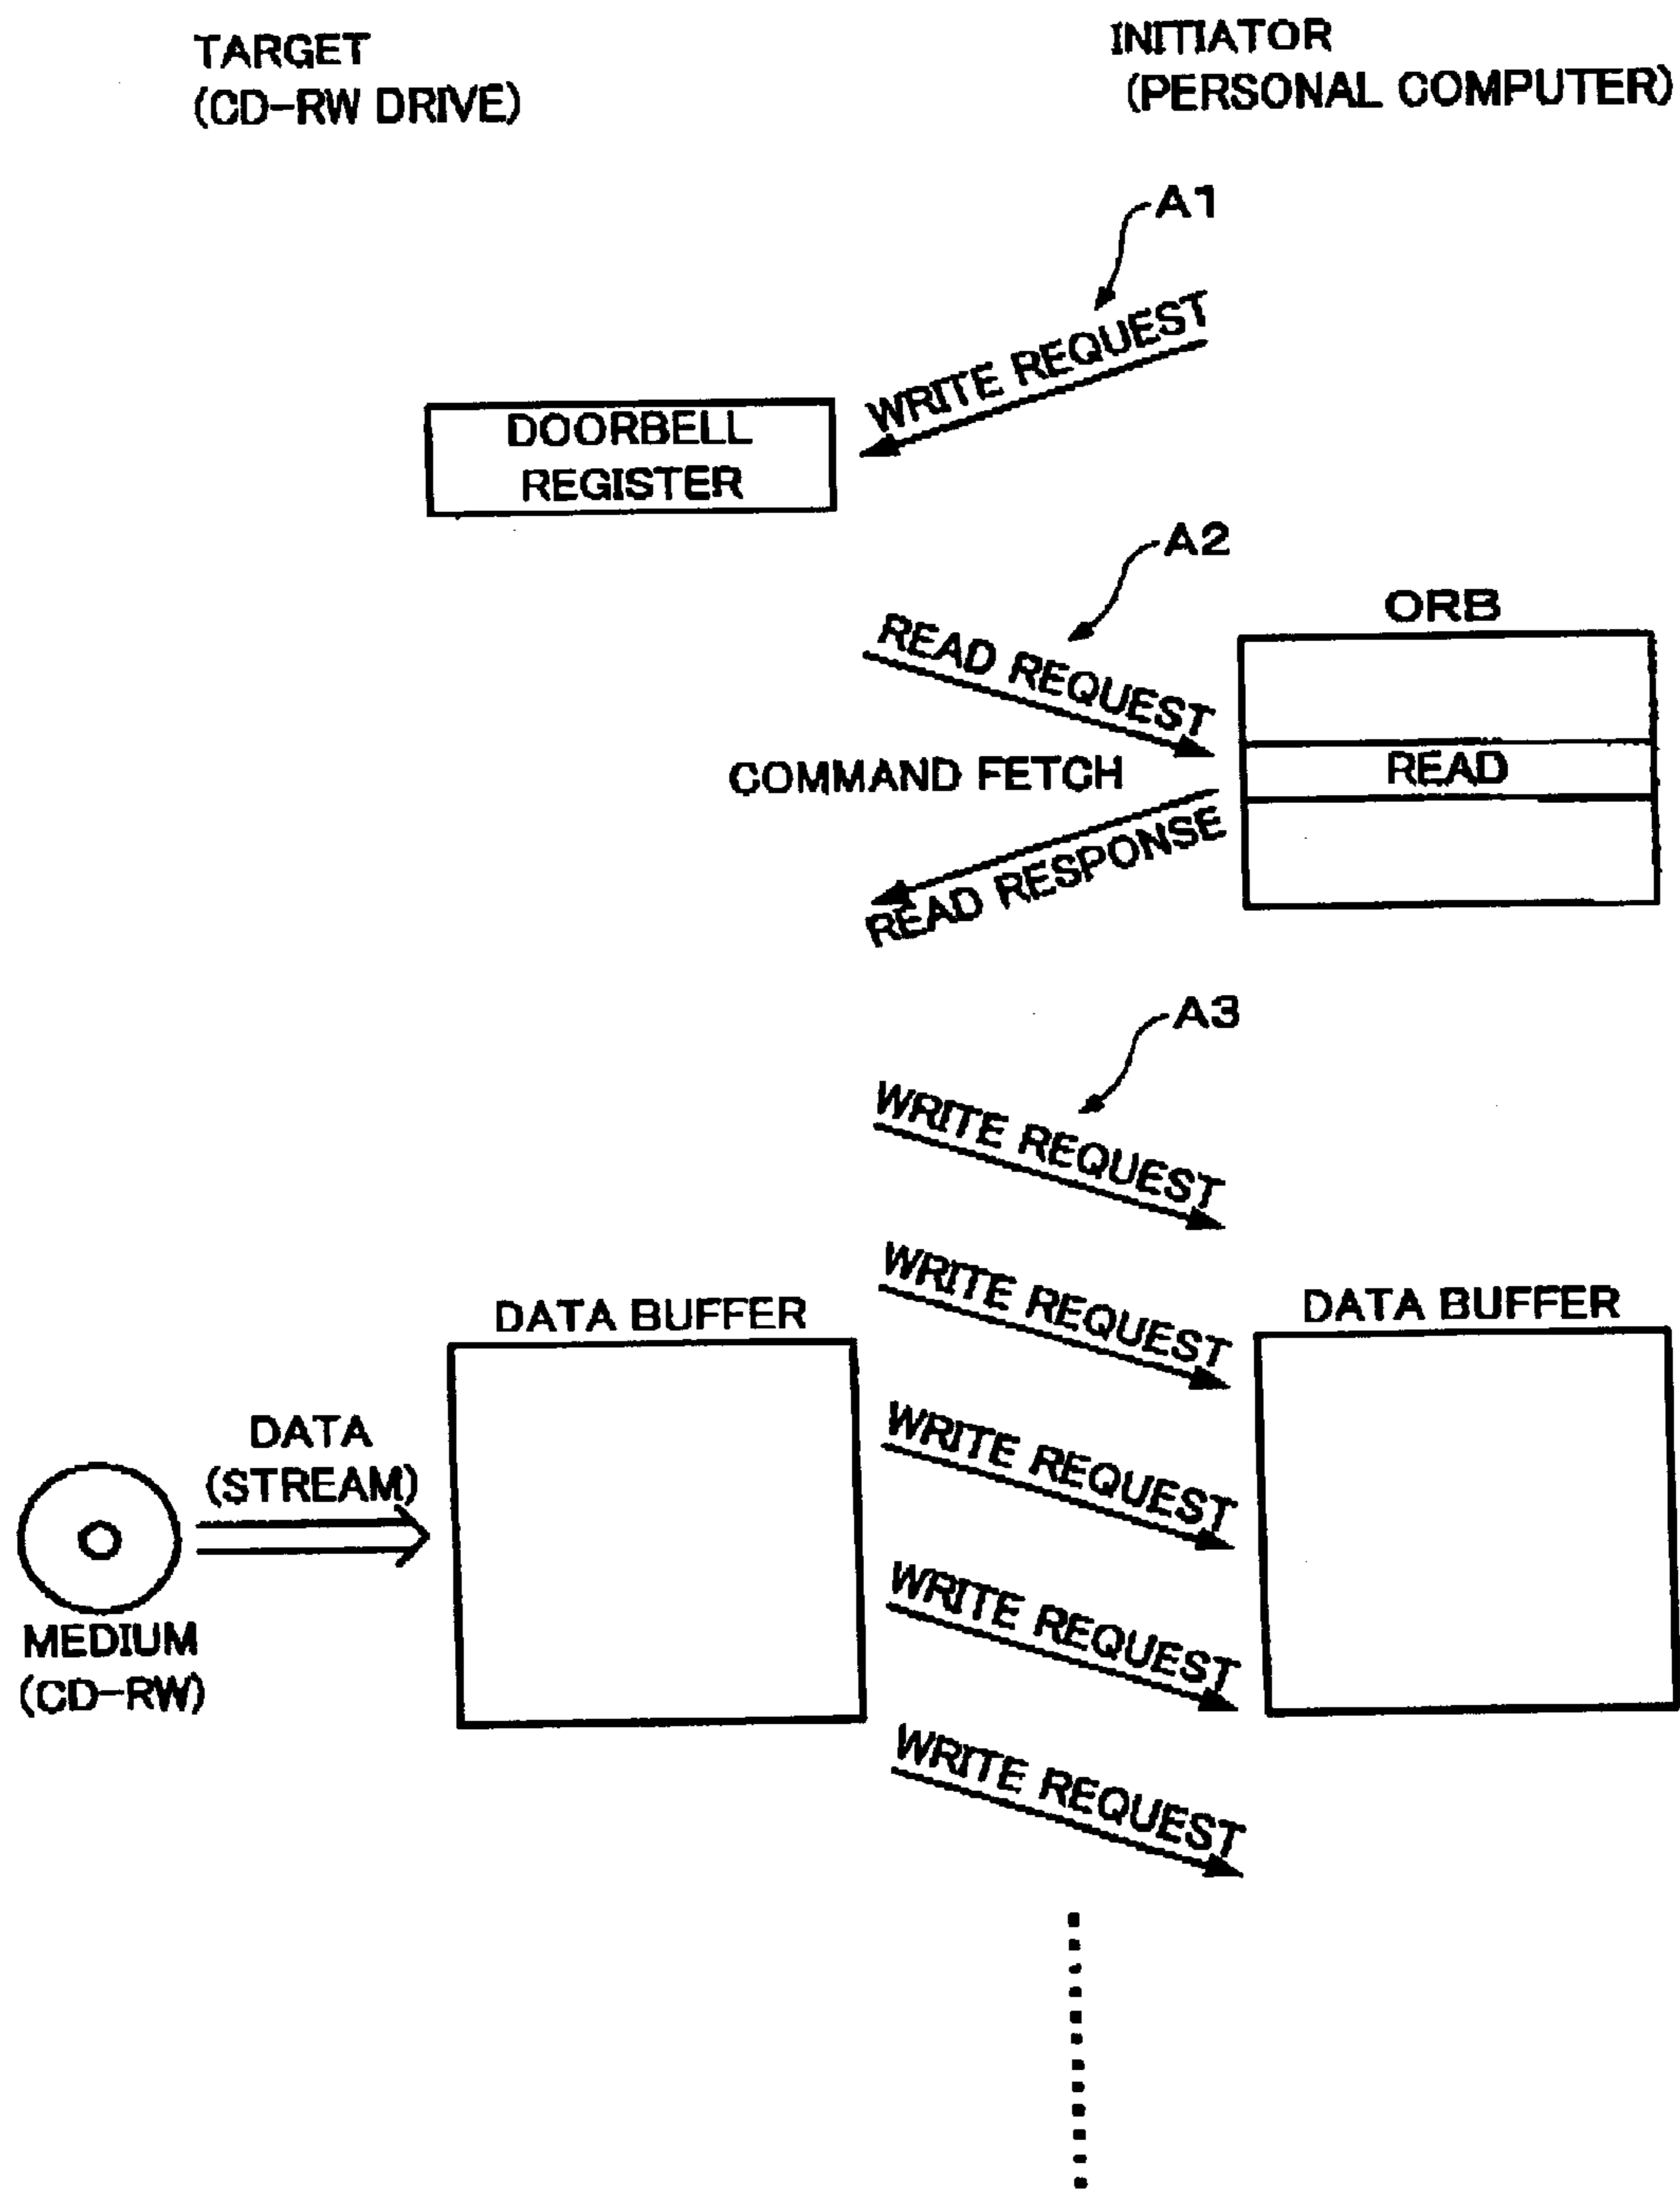 TARGET
(CD-RW DRIVE)
INITIATOR
(PERSONAL COMPUTER)
A1
WRITE REQUEST
DOORBELL
REGISTER
A2
READ REQUEST
ORB
COMMAND FETCH
READ
READ RESPONSE
A3
WRITE REQUEST
WRITE REQUEST
DATA BUFFER
DATA BUFFER
WRITE REQUEST
DATA
(STREAM)
WRITE REQUEST
MEDIUM
(CD-RW)
WRITE REQUEST